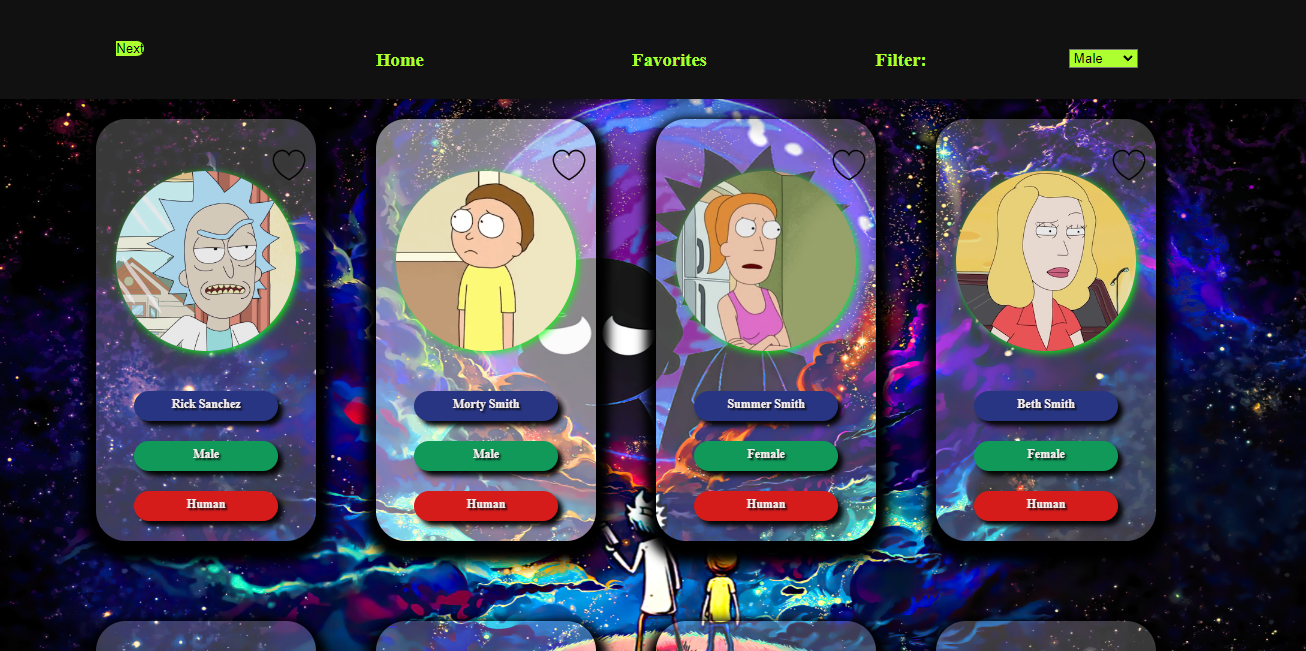 Next
Home
Favorites
Filter:
Male
Rick Sanchez
Male
Human
Morty Smith
Male
Human
Summer Smith
Female
Human
Beth Smith
Female
Human